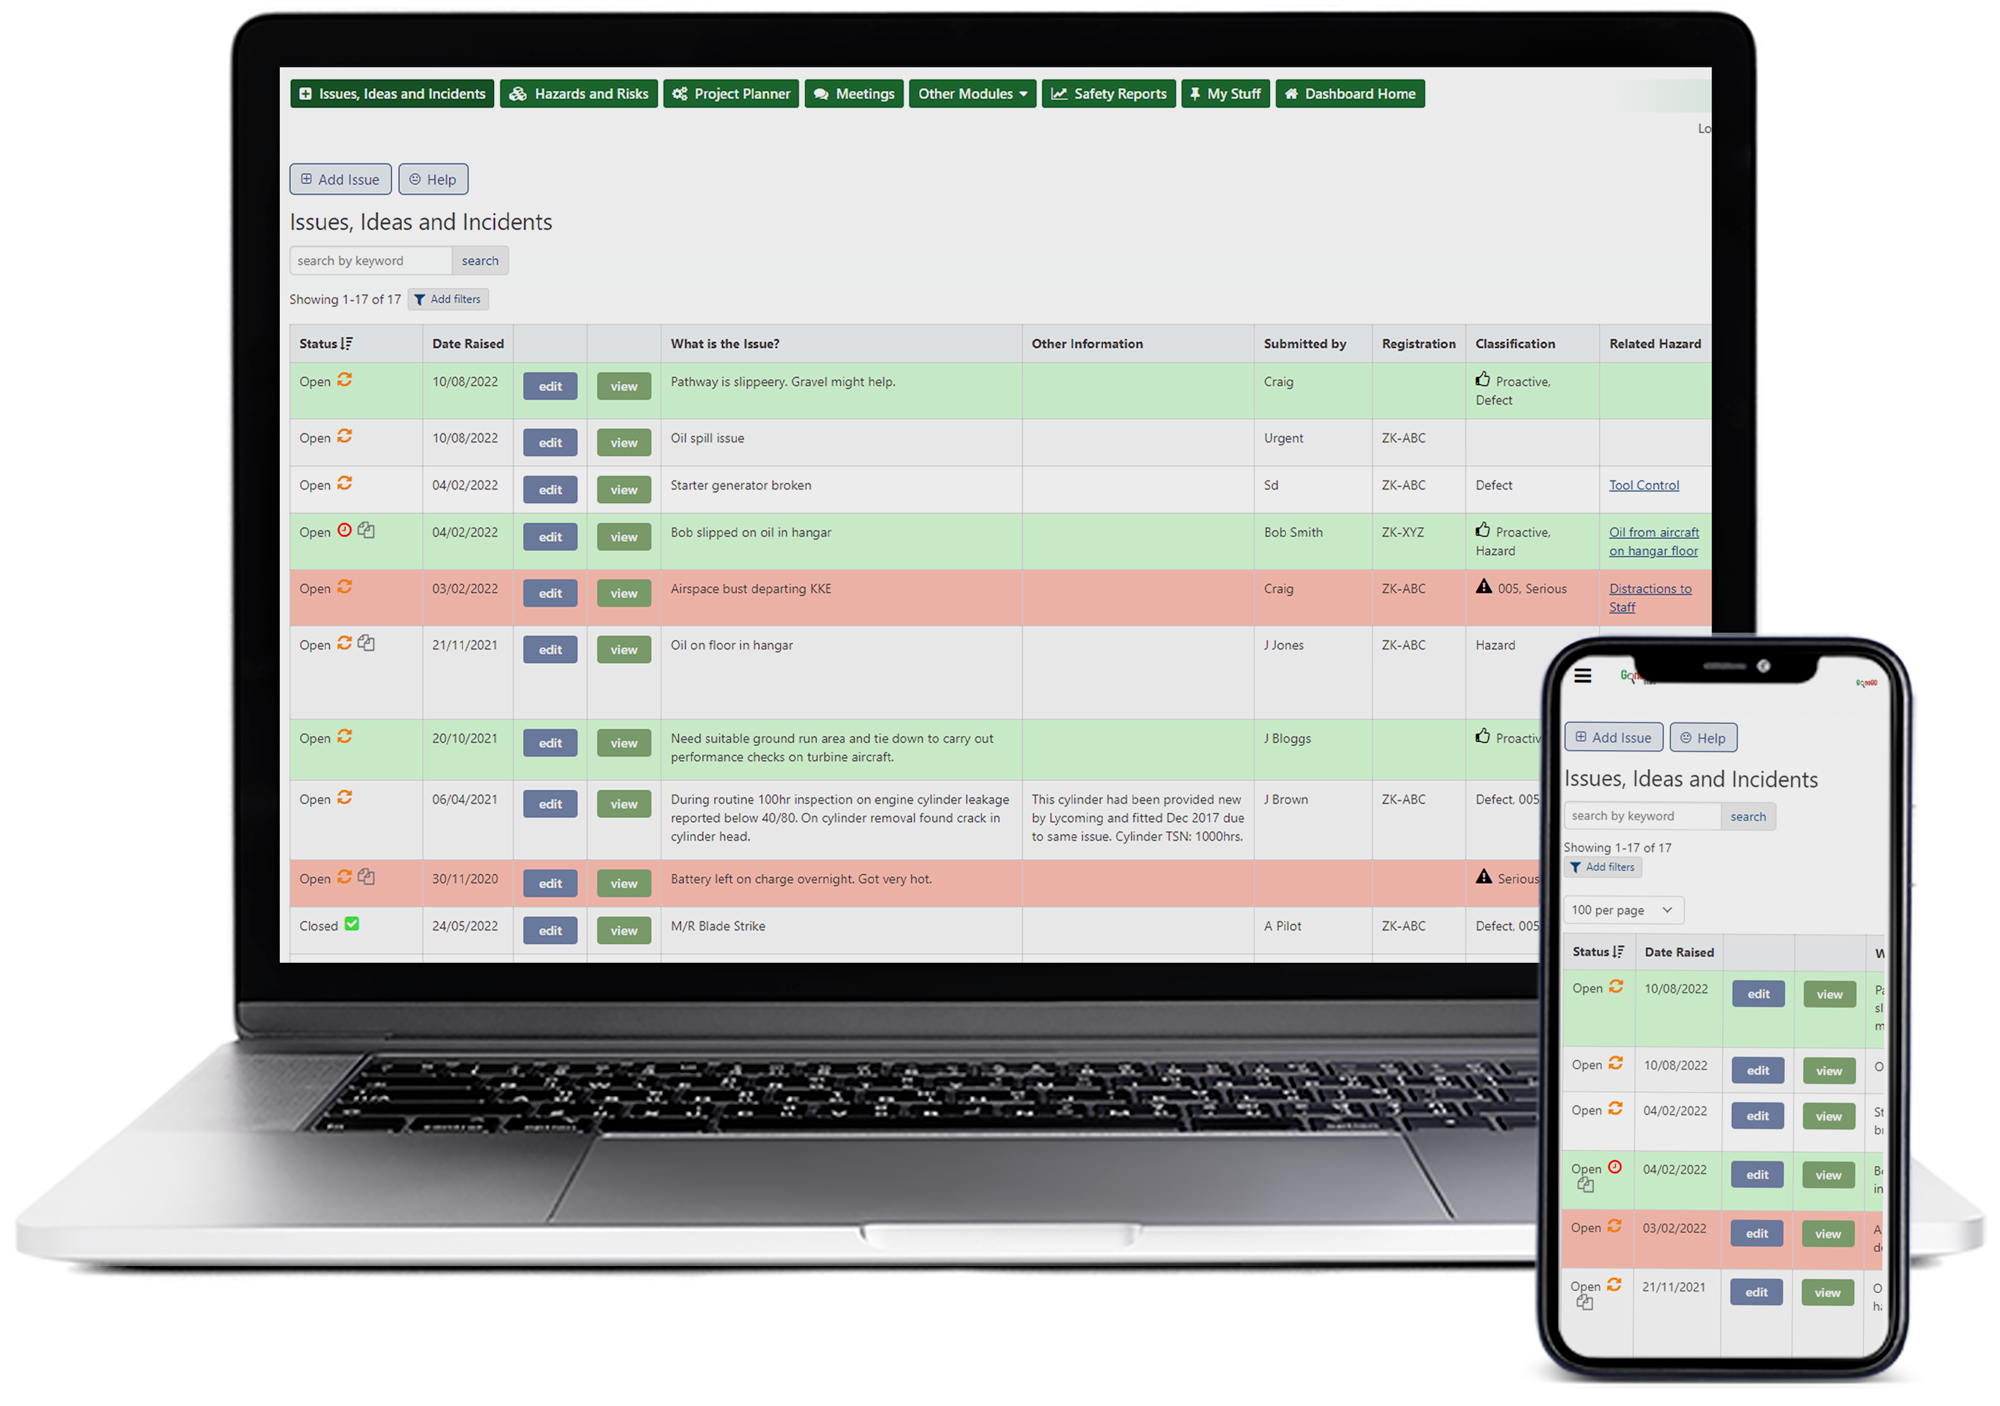 Issues, Ideas and Incidents Hazards and Risks Project Planner Meetings Other Modules Safety Reports My Stuff Dashboard Home
Lo
Add Issue Help
Issues, Ideas and Incidents
search by keyword search
Showing 1-17 of 17 Add filters
Status Date Raised What is the Issue? Other Information Submitted by Registration Classification Related Hazard
Open 10/08/2022 edit view Pathway is slippeery. Gravel might help. Craig Proactive,
Defect
Open 10/08/2022 edit view Oil spill issue Urgent ZK-ABC
Open 04/02/2022 edit view Starter generator broken Sd ZK-ABC Defect Tool Control
Open 04/02/2022 edit view Bob slipped on oil in hangar Bob Smith ZK-XYZ Proactive, Oil from aircraft
Hazard on hangar floor
Open 03/02/2022 edit view Airspace bust departing KKE Craig ZK-ABC 005, Serious Distractions to
Staff
Open 21/11/2021 edit view Oil on floor in hangar J Jones ZK-ABC Hazard
Open 20/10/2021 edit view Need suitable ground run area and tie down to carry out J Bloggs Proactiv
performance checks on turbine aircraft.
Open 06/04/2021 edit view During routine 100hr inspection on engine cylinder leakage This cylinder had been provided new J Brown ZK-ABC Defect, 005
reported below 40/80. On cylinder removal found crack in by Lycoming and fitted Dec 2017 due
cylinder head. to same issue. Cylinder TSN: 1000hrs.
Open 30/11/2020 edit view Battery left on charge overnight. Got very hot. Serious
Closed 24/05/2022 edit view M/R Blade Strike A Pilot ZK-ABC Defect, 005
Add Issue Help
Issues, Ideas and Incidents
search by keyword search
Showing 1-17 of 17
Add filters
100 per page
Status Date Raised W
Open 10/08/2022 edit view Pa
sl
m
Open 10/08/2022 edit view O
Open 04/02/2022 edit view St
br
Open 04/02/2022 edit view Bo
in
Open 03/02/2022 edit view A
de
Open 21/11/2021 edit view O
ha